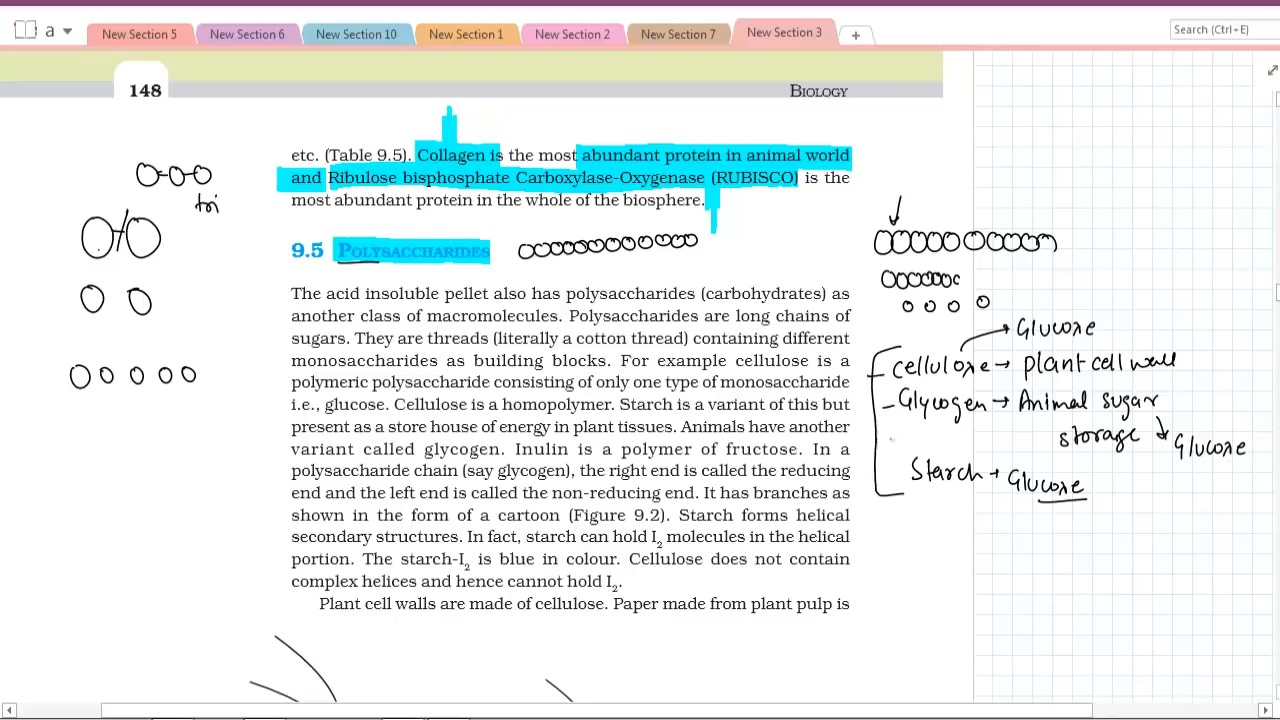 a
New Section 5
New Section 6
New Section 10
New Section 1
New Section 2
New Section 7
New Section 3
+
Search (Ctrl+E)
148
BIOLOGY
etc. (Table 9.5). Collagen is the most abundant protein in animal world
and Ribulose bisphosphate Carboxylase-Oxygenase (RUBISCO) is the
most abundant protein in the whole of the biosphere.
tri
9.5 POLYSACCHARIDES
The acid insoluble pellet also has polysaccharides (carbohydrates) as
another class of macromolecules. Polysaccharides are long chains of
sugars. They are threads (literally a cotton thread) containing different
monosaccharides as building blocks. For example cellulose is a
polymeric polysaccharide consisting of only one type of monosaccharide
i.e., glucose. Cellulose is a homopolymer. Starch is a variant of this but
present as a store house of energy in plant tissues. Animals have another
variant called glycogen. Inulin is a polymer of fructose. In a
polysaccharide chain (say glycogen), the right end is called the reducing
end and the left end is called the non-reducing end. It has branches as
shown in the form of a cartoon (Figure 9.2). Starch forms helical
secondary structures. In fact, starch can hold I2 molecules in the helical
portion. The starch-I2 is blue in colour. Cellulose does not contain
complex helices and hence cannot hold I2.
Plant cell walls are made of cellulose. Paper made from plant pulp is
Glucose
Cellulose → plant cell wall
- Glycogen → Animal sugar
storage
Glucose
Starch → Glucose